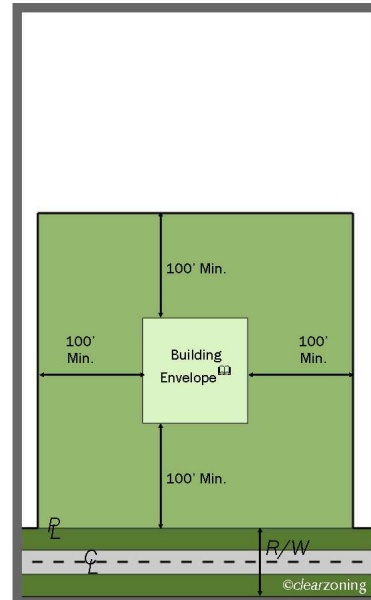 100' Min.
100'
Min.
Building
Envelope
100'
Min.
100' Min.
PL
CL
R/W
©clearzoning